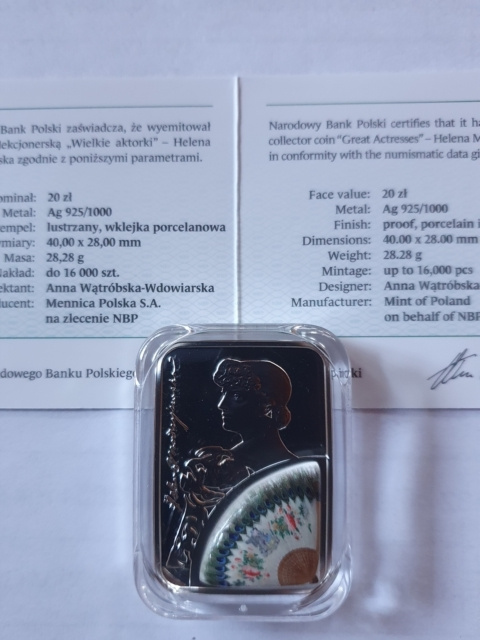 Bank Polski zaświadcza, że wyemitował
lekcjonerską „Wielkie aktorki” – Helena
ska zgodnie z poniższymi parametrami.
ominał: 20 zł
Metal: Ag 925/1000
empel: lustrzany, wklejka porcelanowa
miary: 40,00 x 28,00 mm
Masa: 28,28 g
Nakład: do 16 000 szt.
ektant: Anna Wątróbska-Wdowiarska
ducent: Mennica Polska S.A.
na zlecenie NBP
dowego Banku Polskiego
Narodowy Bank Polski certifies that it ha
collector coin “Great Actresses” – Helena M
in conformity with the numismatic data gi
Face value: 20 zł
Metal: Ag 925/1000
Finish: proof, porcelain i
Dimensions: 40.00 x 28.00 mm
Weight: 28.28 g
Mintage: up to 16,000 pcs
Designer: Anna Wątróbska
Manufacturer: Mint of Poland
on behalf of NBP